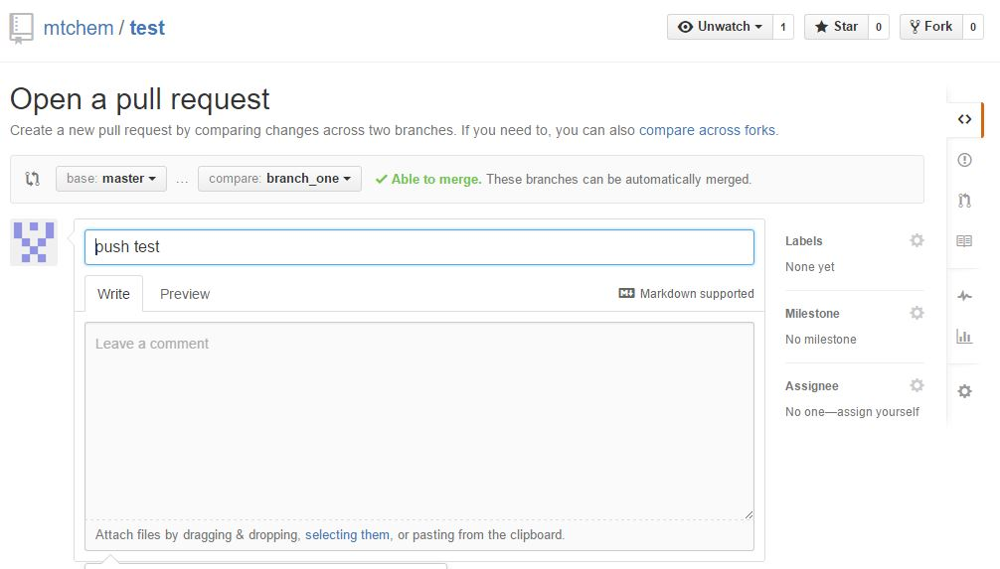 mtchem / test
Unwatch 1 Star 0 Fork 0
Open a pull request
Create a new pull request by comparing changes across two branches. If you need to, you can also compare across forks.
base: master … compare: branch_one Able to merge. These branches can be automatically merged.
push test
Write Preview Markdown supported
Leave a comment
Attach files by dragging & dropping, selecting them, or pasting from the clipboard.
Labels
None yet
Milestone
No milestone
Assignee
No one—assign yourself